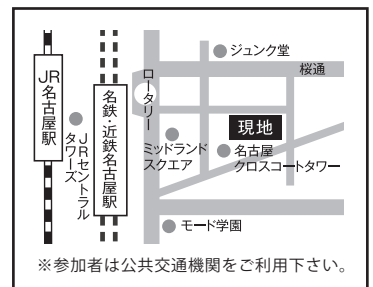 ジュンク堂
桜通
JR名古屋駅
JRセントラル
タワーズ
名鉄・近鉄名古屋駅
ロータリー
ミッドランド
スクエア
現地
名古屋
クロスコートタワー
モード学園
※参加者は公共交通機関をご利用下さい。